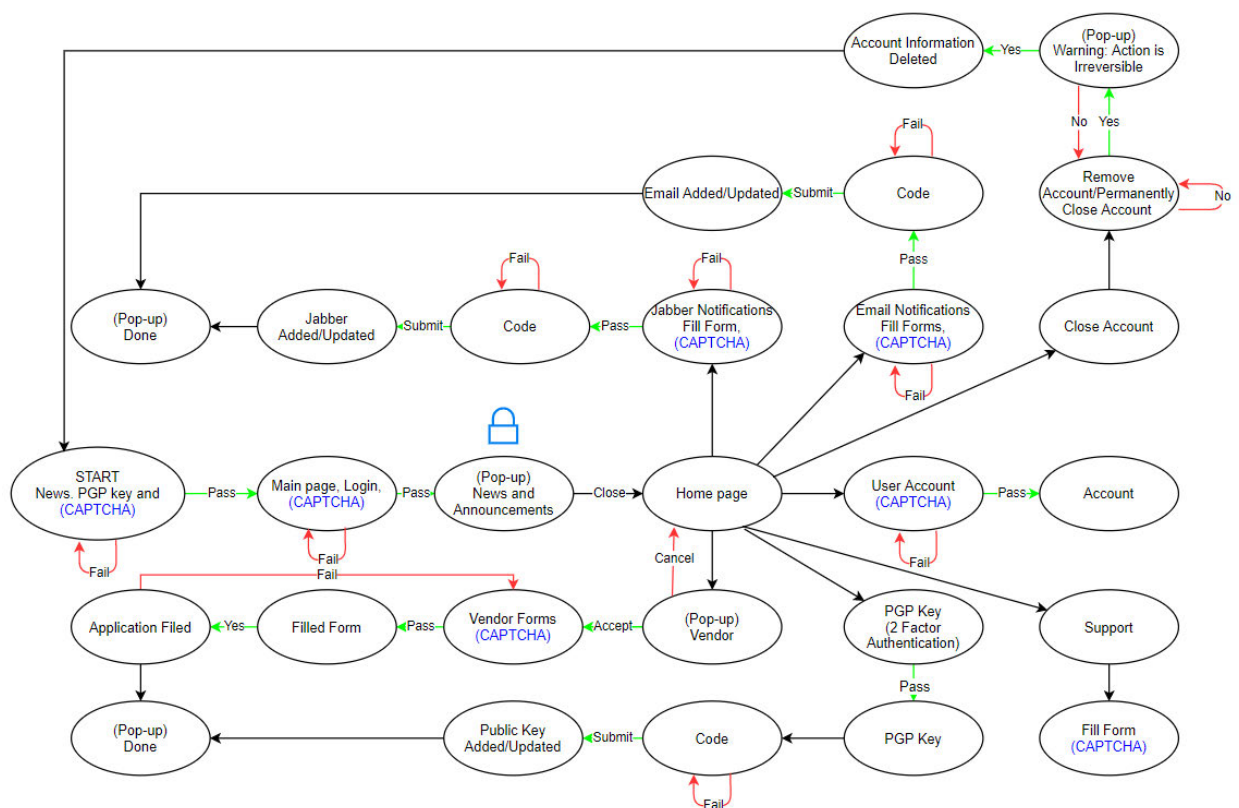 Account Information
Deleted
Yes
(Pop-up)
Warning: Action is
Irreversible
No
Yes
Fail
Email Added/Updated
Submit
Code
Remove
Account/Permanently
Close Account
No
Pass
Fail
Fail
(Pop-up)
Done
Jabber
Added/Updated
Submit
Code
Pass
Jabber Notifications
Fill Form,
(CAPTCHA)
Email Notifications
Fill Forms,
(CAPTCHA)
Close Account
Fail
START
News. PGP key and
(CAPTCHA)
Pass
Main page, Login,
(CAPTCHA)
Pass
(Pop-up)
News and
Announcements
Close
Home page
User Account
(CAPTCHA)
Pass
Account
Fail
Fail
Fail
Cancel
Fail
Application Filed
Yes
Filled Form
Pass
Vendor Forms
(CAPTCHA)
Accept
(Pop-up)
Vendor
PGP Key
(2 Factor
Authentication)
Support
Pass
(Pop-up)
Done
Public Key
Added/Updated
Submit
Code
PGP Key
Fill Form
(CAPTCHA)
Fail